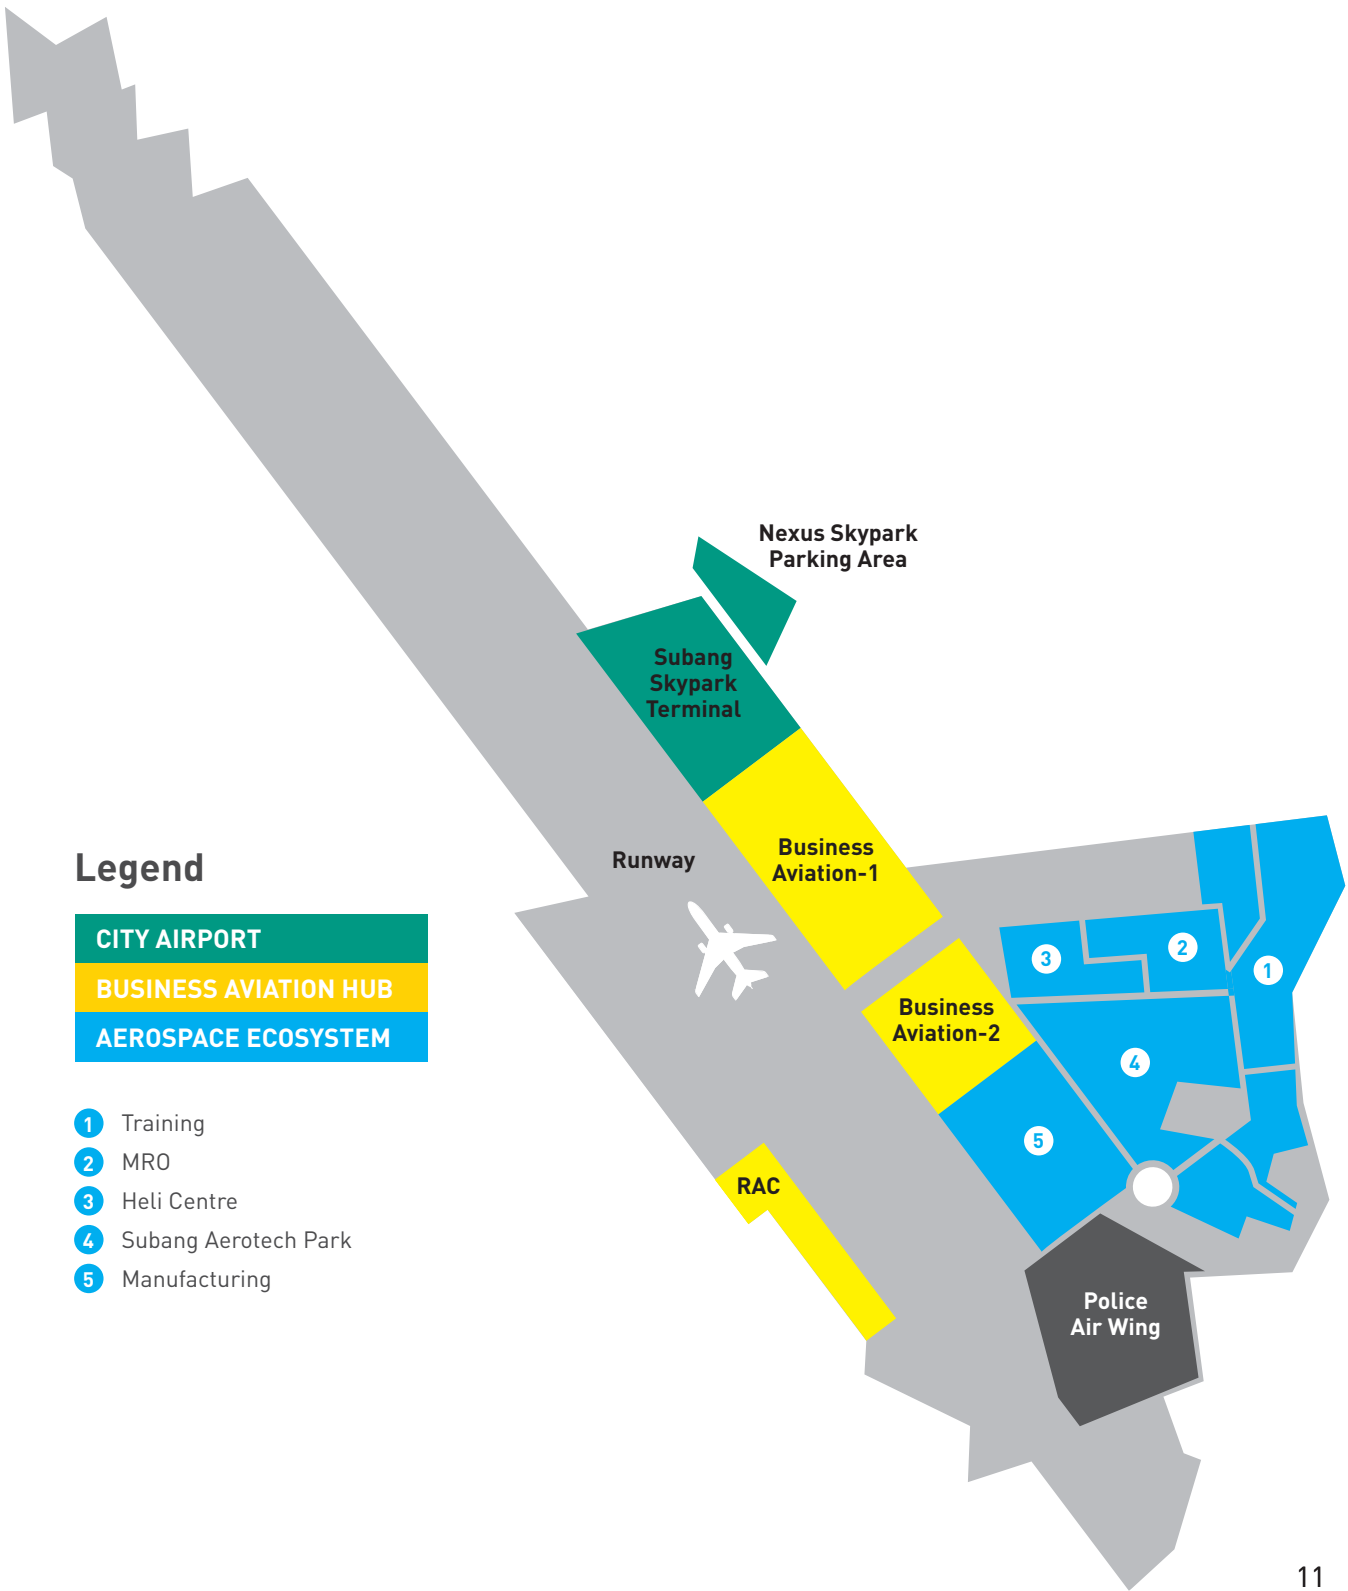 Nexus Skypark
Parking Area
Subang
Skypark
Terminal
Business
Aviation-1
Runway
Legend
CITY AIRPORT
BUSINESS AVIATION HUB
AEROSPACE ECOSYSTEM
3
2
1
4
5
Business
Aviation-2
1 Training
2 MRO
3 Heli Centre
4 Subang Aerotech Park
5 Manufacturing
RAC
Police
Air Wing
11